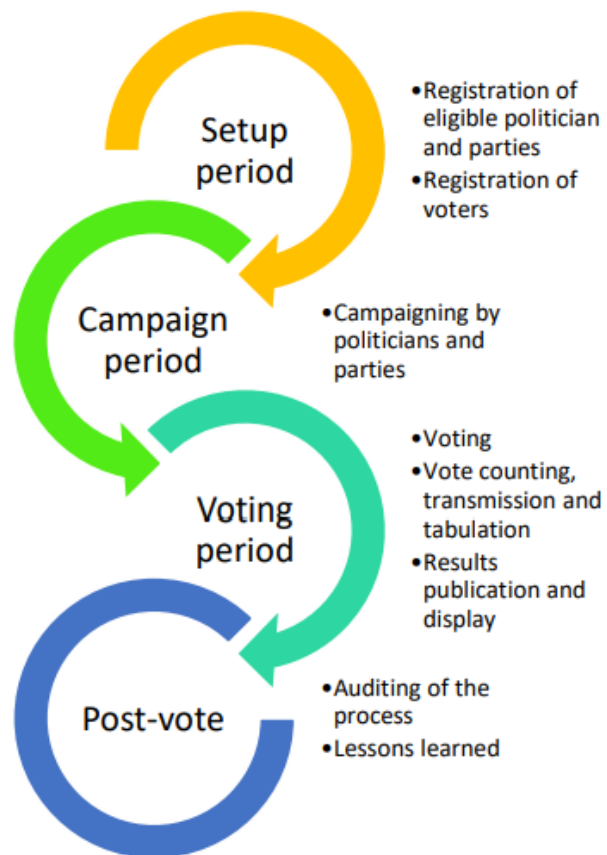 Setup
period
•Registration of
eligible politician
and parties
•Registration of
voters
Campaign
period
•Campaigning by
politicians and
parties
Voting
period
•Voting
•Vote counting,
transmission and
tabulation
•Results
publication and
display
Post-vote
•Auditing of the
process
•Lessons learned